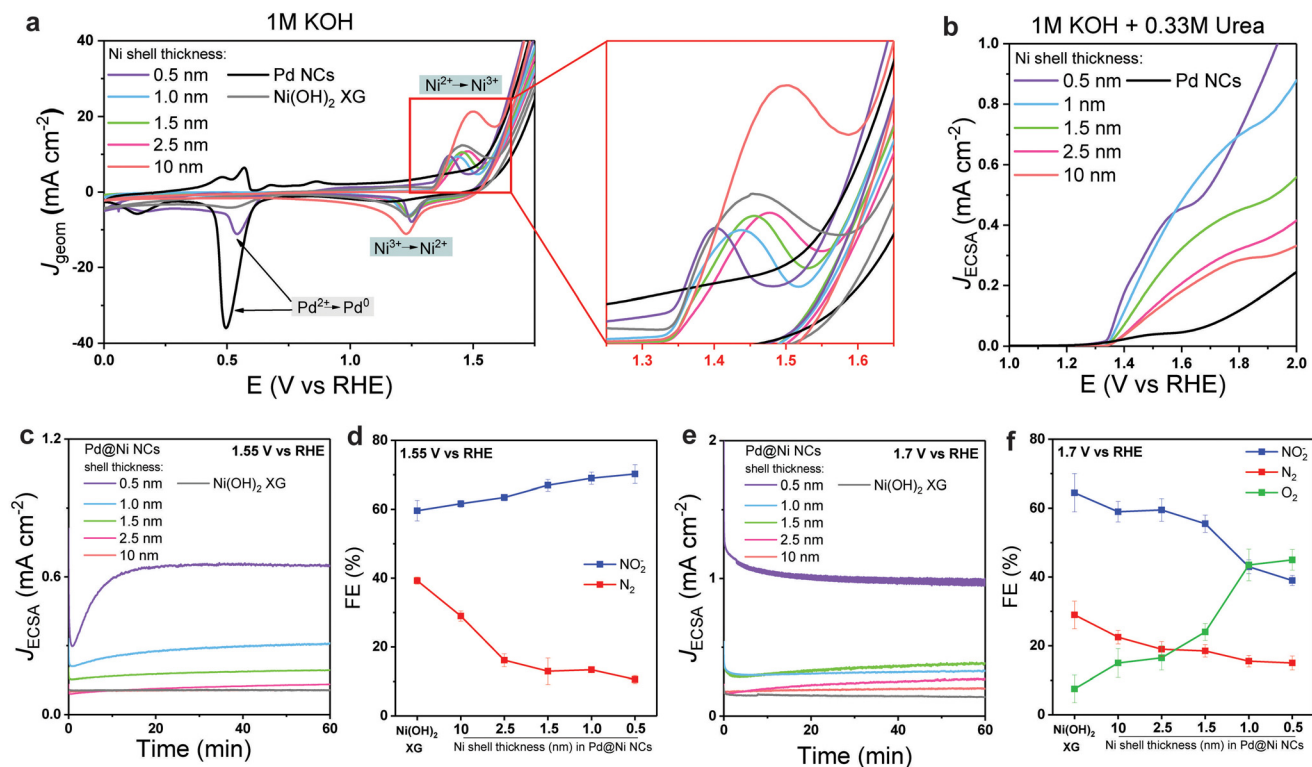 a
1M KOH
Ni shell thickness:
0.5 nm
Pd NCs
1.0 nm
Ni(OH)₂ XG
1.5 nm
2.5 nm
10 nm
Ni²⁺→Ni³⁺
Ni³⁺→Ni²⁺
Pd²⁺→Pd⁰
J_geom (mA cm⁻²)
40
20
0
-20
-40
0.0 0.5 1.0 1.5
E (V vs RHE)
1.3 1.4 1.5 1.6
b
1M KOH + 0.33M Urea
Ni shell thickness:
0.5 nm
Pd NCs
1 nm
1.5 nm
2.5 nm
10 nm
J_ECSA (mA cm⁻²)
1.0
0.8
0.6
0.4
0.2
0.0
1.0 1.2 1.4 1.6 1.8 2.0
E (V vs RHE)
c
Pd@Ni NCs
1.55 V vs RHE
shell thickness:
0.5 nm
Ni(OH)₂ XG
1.0 nm
1.5 nm
2.5 nm
10 nm
J_ECSA (mA cm⁻²)
1.2
0.6
0.0
0 20 40 60
Time (min)
d
1.55 V vs RHE
NO₂⁻
N₂
FE (%)
80
60
40
20
0
Ni(OH)₂ 10 2.5 1.5 1.0 0.5
XG
Ni shell thickness (nm) in Pd@Ni NCs
e
Pd@Ni NCs
1.7 V vs RHE
shell thickness:
0.5 nm
Ni(OH)₂ XG
1.0 nm
1.5 nm
2.5 nm
10 nm
J_ECSA (mA cm⁻²)
2
1
0
0 20 40 60
Time (min)
f
1.7 V vs RHE
NO₂⁻
N₂
O₂
FE (%)
80
60
40
20
0
Ni(OH)₂ 10 2.5 1.5 1.0 0.5
XG
Ni shell thickness (nm) in Pd@Ni NCs